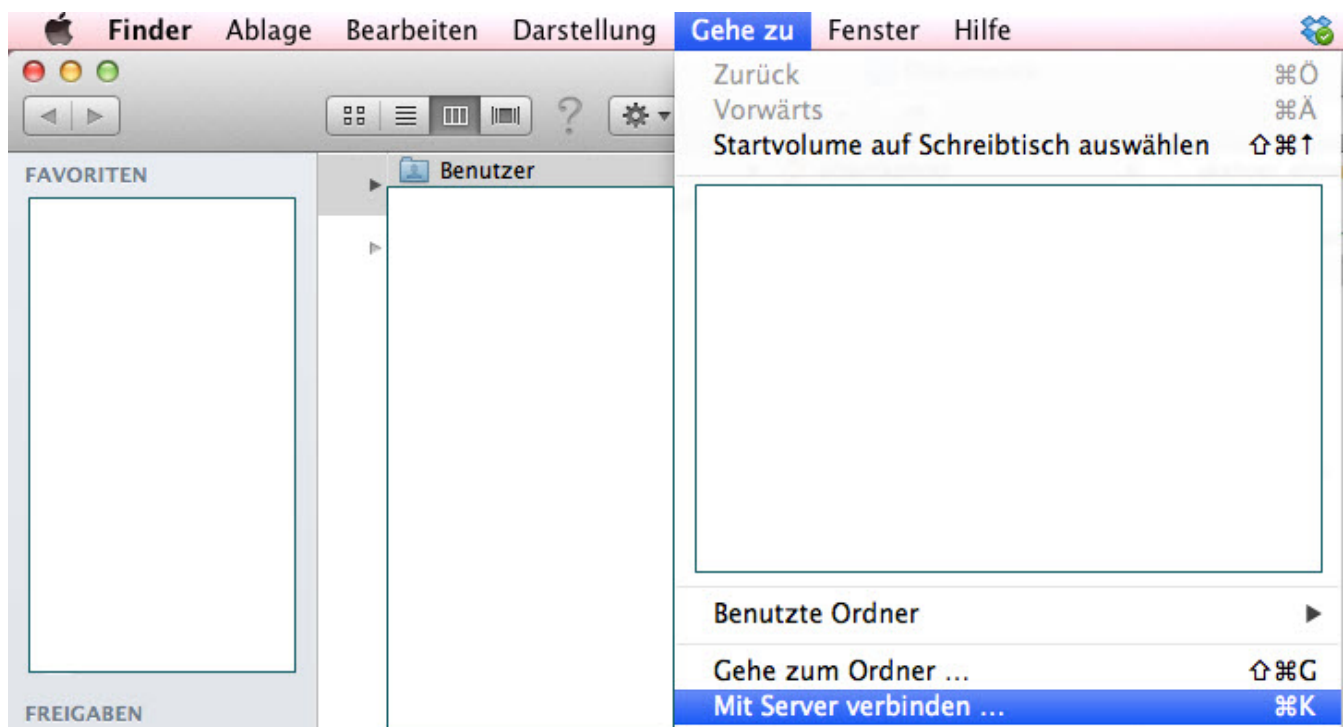 Finder Ablage Bearbeiten Darstellung Gehe zu Fenster Hilfe
FAVORITEN
Benutzer
FREIGABEN
Zurück ⌘Ö
Vorwärts ⌘Ä
Startvolume auf Schreibtisch auswählen ⇧⌘↑
Benutzte Ordner ▶
Gehe zum Ordner ... ⇧⌘G
Mit Server verbinden ... ⌘K